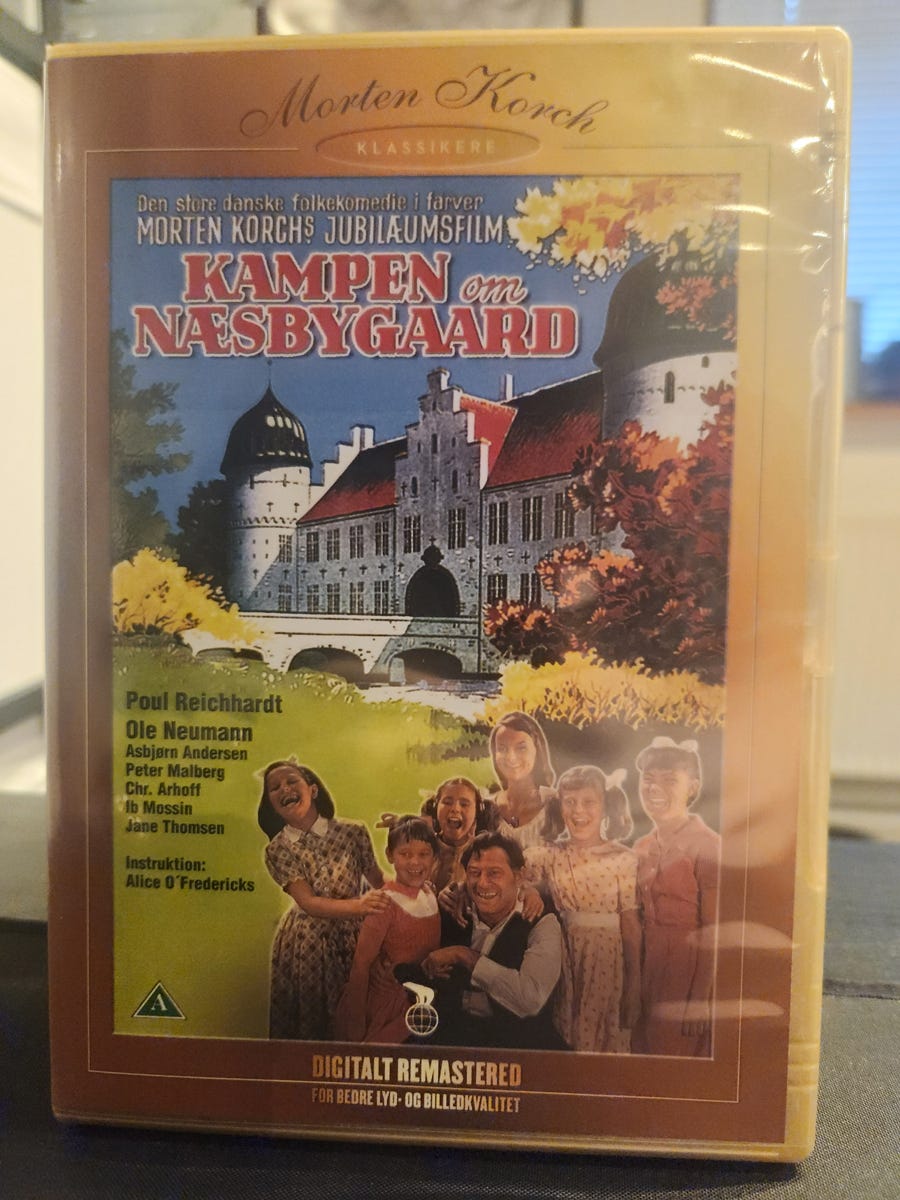 Morten Korch
KLASSIKERE
Den store danske folkekomedie i farver
MORTEN KORCHS JUBILÆUMSFILM
KAMPEN om
NÆSBYGAARD
Poul Reichhardt
Ole Neumann
Asbjørn Andersen
Peter Malberg
Chr. Arhoff
Ib Mossin
Jane Thomsen
Instruktion:
Alice O´Fredericks
A
DIGITALT REMASTERED
FOR BEDRE LYD- OG BILLEDKVALITET